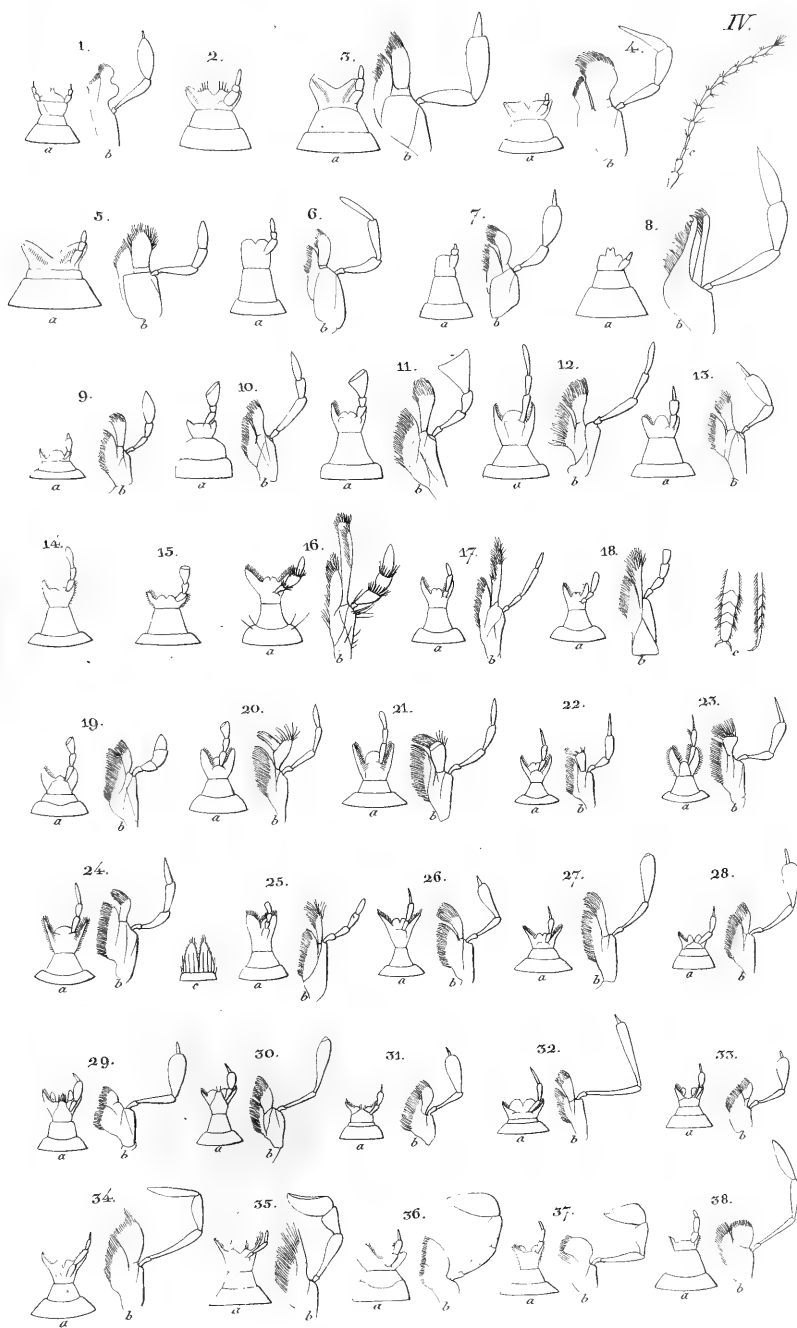 IV.
1. 2. 3. 4.
a b a a b a b c
5. 6. 7. 8.
a b a b a b a b
9. 10. 11. 12. 13.
a b a b a b a b a b
14. 15. 16. 17. 18.
a b a b a b c
19. 20. 21. 22. 23.
a b a b a b a b a b
24. 25. 26. 27. 28.
a b c a b a b a b a b
29. 30. 31. 32. 33.
a b a b a b a b a b
34. 35. 36. 37. 38.
a b a b a b a b a b